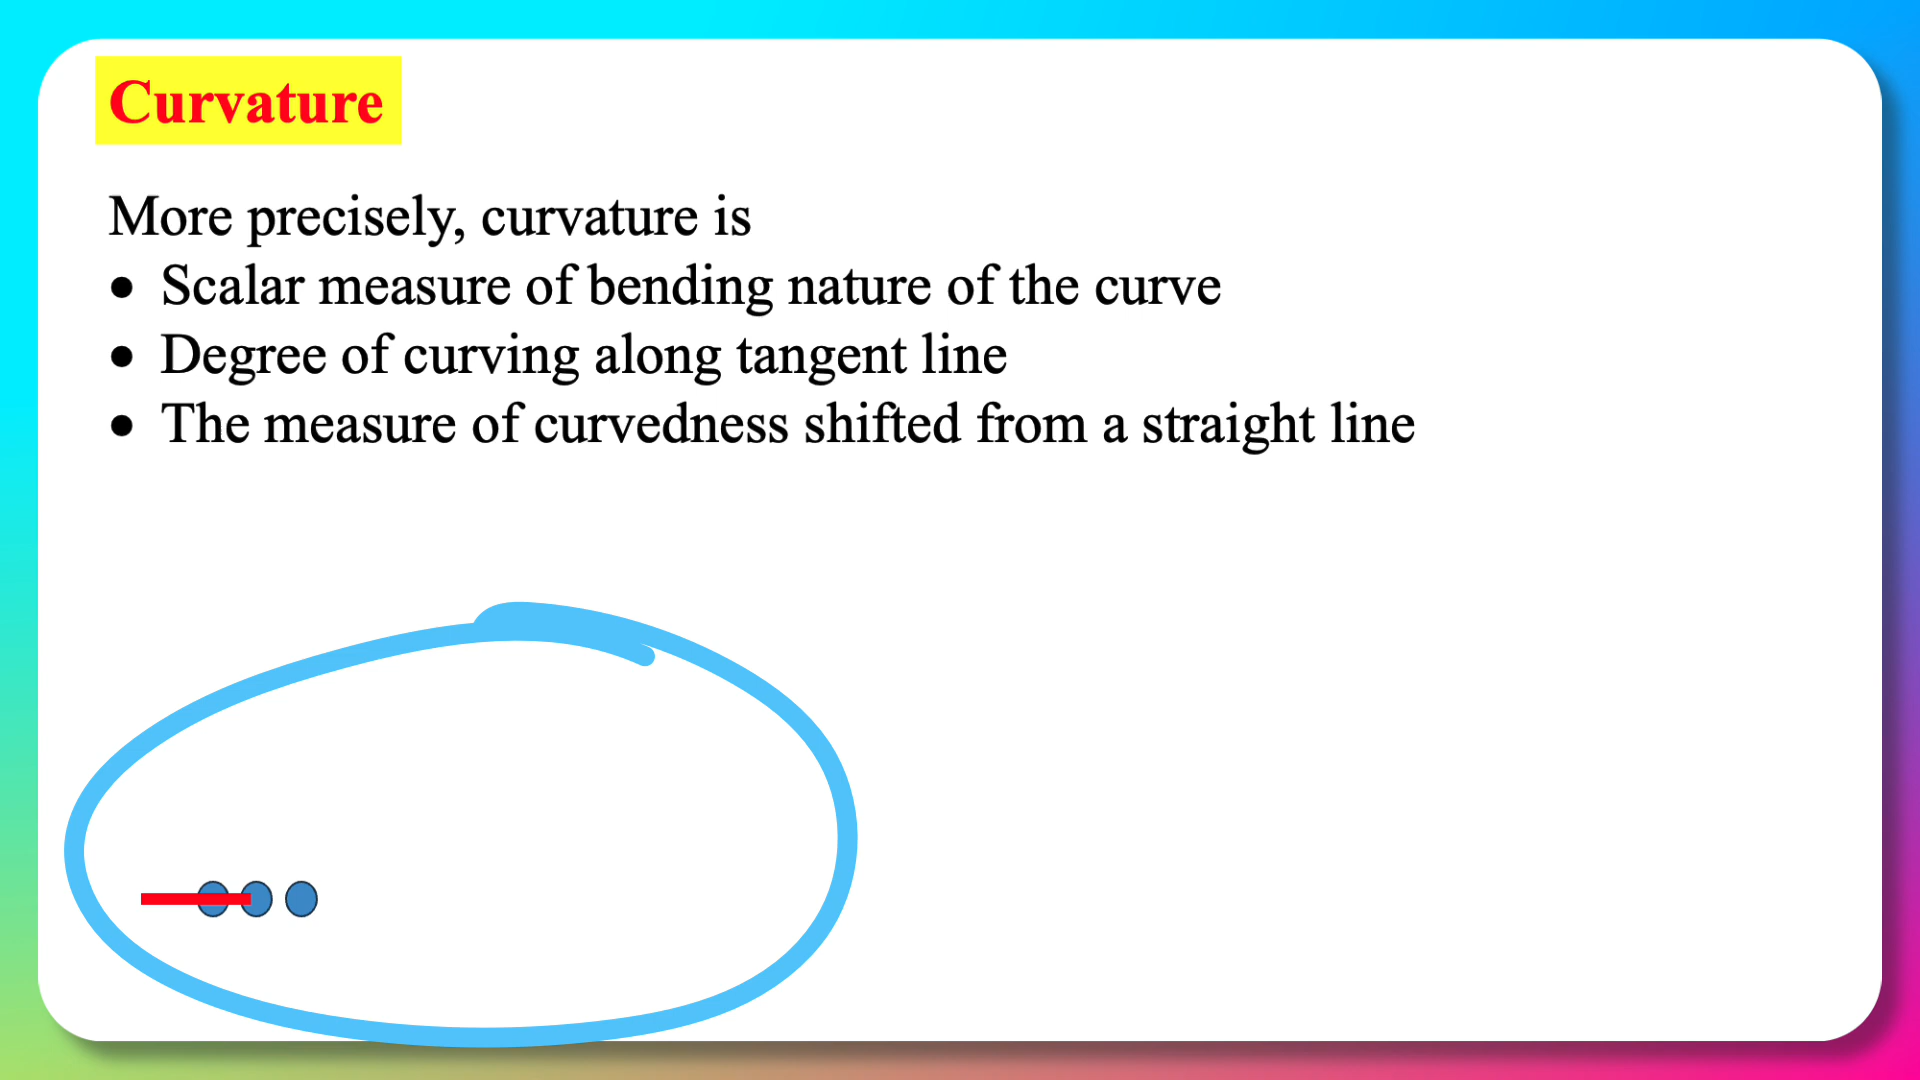 Curvature
More precisely, curvature is
• Scalar measure of bending nature of the curve
• Degree of curving along tangent line
• The measure of curvedness shifted from a straight line